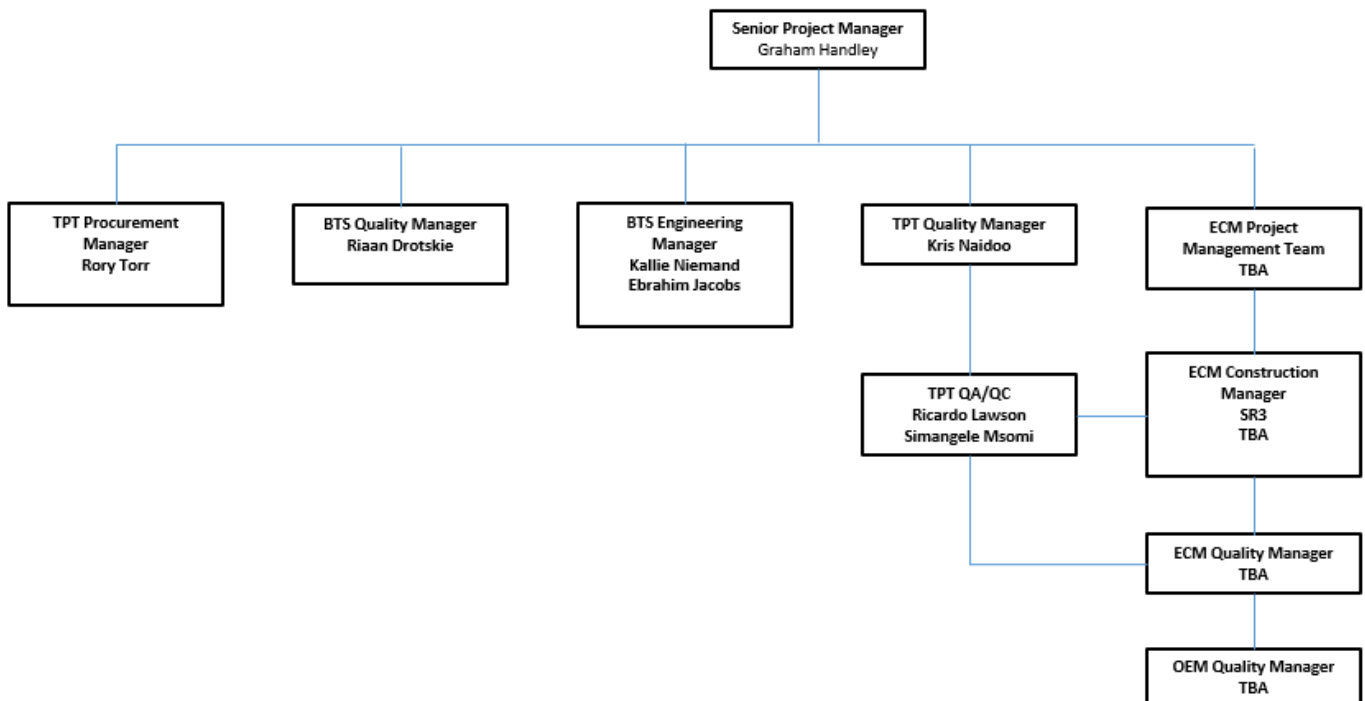 Senior Project Manager
Graham Handley
TPT Procurement
Manager
Rory Torr
BTS Quality Manager
Riaan Drotskie
BTS Engineering
Manager
Kallie Niemand
Ebrahim Jacobs
TPT Quality Manager
Kris Naidoo
ECM Project
Management Team
TBA
TPT QA/QC
Ricardo Lawson
Simangele Msomi
ECM Construction
Manager
SR3
TBA
ECM Quality Manager
TBA
OEM Quality Manager
TBA